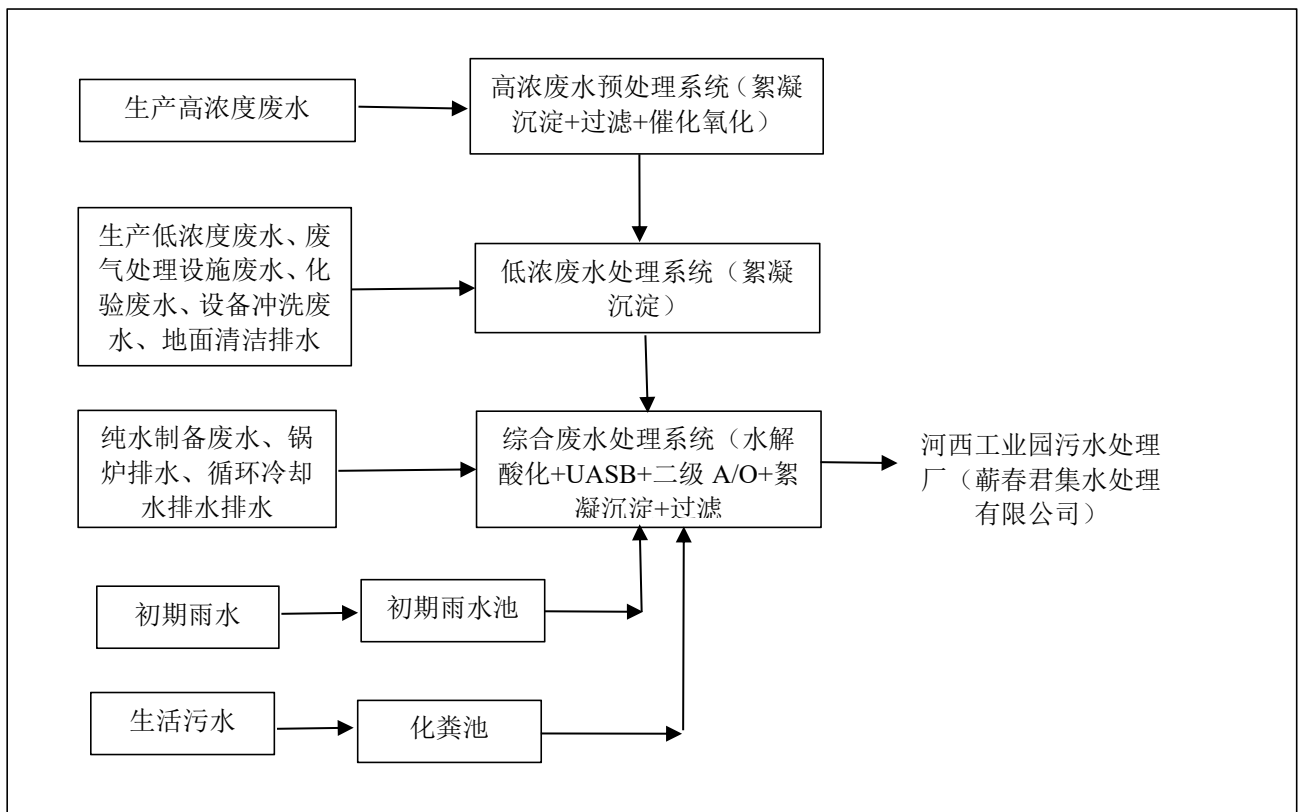 生产高浓度废水
高浓废水预处理系统（絮凝
沉淀+过滤+催化氧化）
生产低浓度废水、废
气处理设施废水、化
验废水、设备冲洗废
水、地面清洁排水
低浓废水处理系统（絮凝
沉淀）
纯水制备废水、锅
炉排水、循环冷却
水排水排水
综合废水处理系统（水解
酸化+UASB+二级 A/O+絮
凝沉淀+过滤
河西工业园污水处理
厂（蕲春君集水处理
有限公司）
初期雨水
初期雨水池
生活污水
化粪池